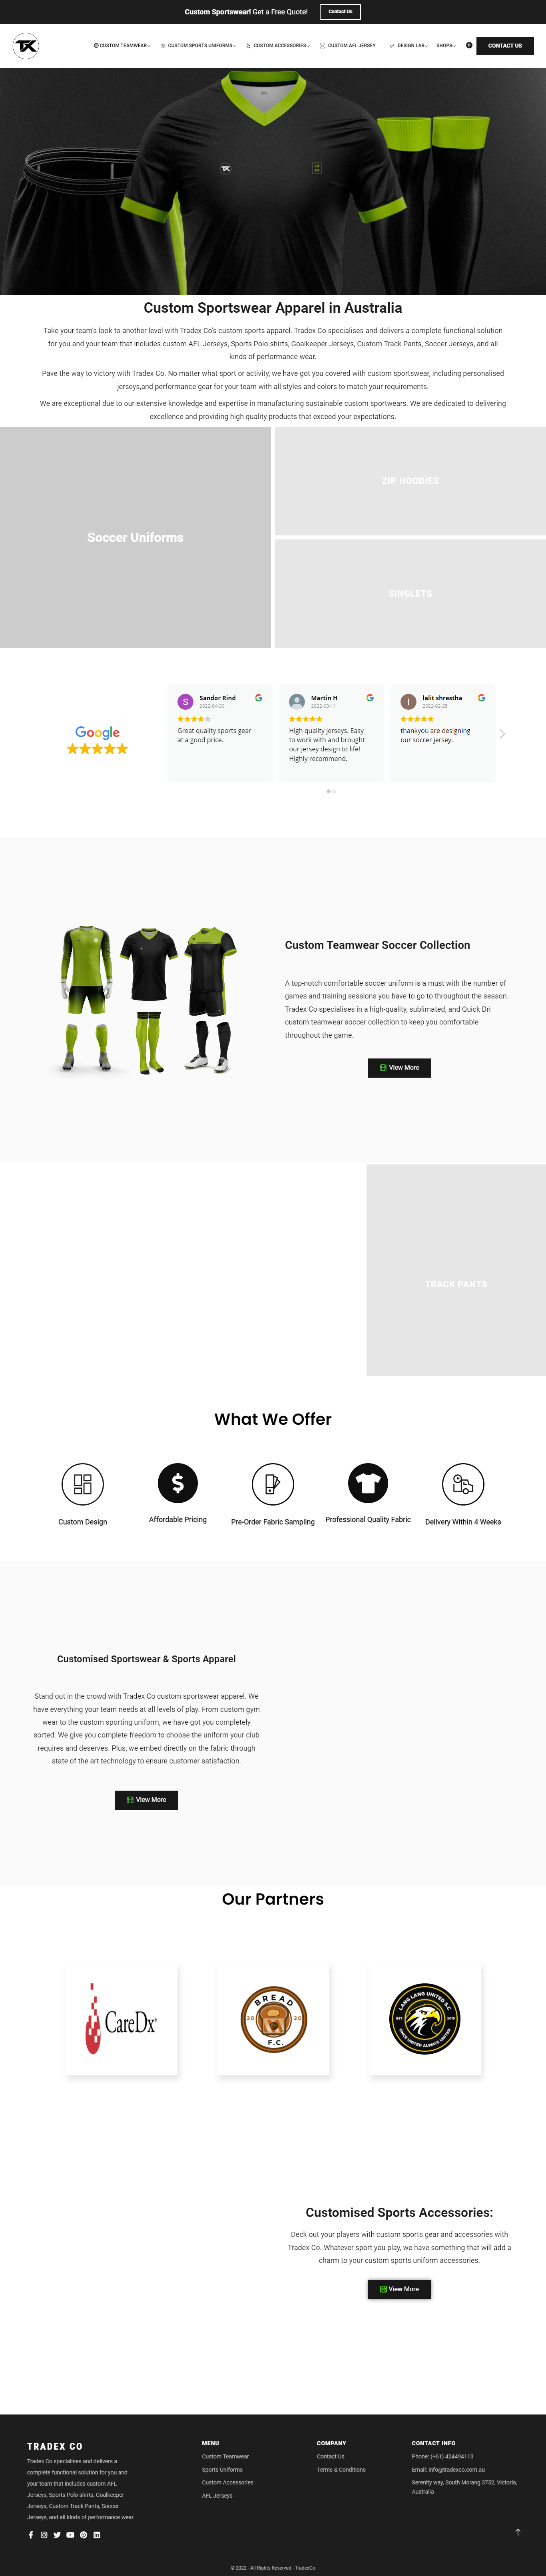 Custom Sportswear! Get a Free Quote!
Contact Us
TK
CUSTOM TEAMWEAR
CUSTOM SPORTS UNIFORMS
CUSTOM ACCESSORIES
CUSTOM AFL JERSEY
DESIGN LAB
SHOPS
0
CONTACT US
TK
Custom Sportswear Apparel in Australia
Take your team's look to another level with Tradex Co's custom sports apparel. Tradex Co specialises and delivers a complete functional solution
for you and your team that includes custom AFL Jerseys, Sports Polo shirts, Goalkeeper Jerseys, Custom Track Pants, Soccer Jerseys, and all
kinds of performance wear.
Pave the way to victory with Tradex Co. No matter what sport or activity, we have got you covered with custom sportswear, including personalised
jerseys,and performance gear for your team with all styles and colors to match your requirements.
We are exceptional due to our extensive knowledge and expertise in manufacturing sustainable custom sportwears. We are dedicated to delivering
excellence and providing high quality products that exceed your expectations.
Soccer Uniforms
ZIP HOODIES
SINGLETS
Google
S
Sandor Rind
2022-04-30
Great quality sports gear
at a good price.
Martin H
2022-03-11
High quality jerseys. Easy
to work with and brought
our jersey design to life!
Highly recommend.
l
lalit shrestha
2022-02-25
thankyou are designing
our soccer jersey.
Custom Teamwear Soccer Collection
A top-notch comfortable soccer uniform is a must with the number of
games and training sessions you have to go to throughout the season.
Tradex Co specialises in a high-quality, sublimated, and Quick Dri
custom teamwear soccer collection to keep you comfortable
throughout the game.
View More
TRACK PANTS
What We Offer
Custom Design
Affordable Pricing
Pre-Order Fabric Sampling
Professional Quality Fabric
Delivery Within 4 Weeks
Customised Sportswear & Sports Apparel
Stand out in the crowd with Tradex Co custom sportswear apparel. We
have everything your team needs at all levels of play. From custom gym
wear to the custom sporting uniform, we have got you completely
sorted. We give you complete freedom to choose the uniform your club
requires and deserves. Plus, we embed directly on the fabric through
state of the art technology to ensure customer satisfaction.
View More
Our Partners
CareDx
BREAD
20 20
F.C.
LANG LANG UNITED S.C
ONCE UNITED ALWAYS UNITED
Customised Sports Accessories:
Deck out your players with custom sports gear and accessories with
Tradex Co. Whatever sport you play, we have something that will add a
charm to your custom sports uniform accessories.
View More
TRADEX CO
Tradex Co specialises and delivers a
complete functional solution for you and
your team that includes custom AFL
Jerseys, Sports Polo shirts, Goalkeeper
Jerseys, Custom Track Pants, Soccer
Jerseys, and all kinds of performance wear.
MENU
Custom Teamwear
Sports Uniforms
Custom Accessories
AFL Jerseys
COMPANY
Contact Us
Terms & Conditions
CONTACT INFO
Phone: (+61) 424494113
Email: info@tradexco.com.au
Serenity way, South Morang 3752, Victoria,
Australia
© 2022 - All Rights Reserved - TradexCo